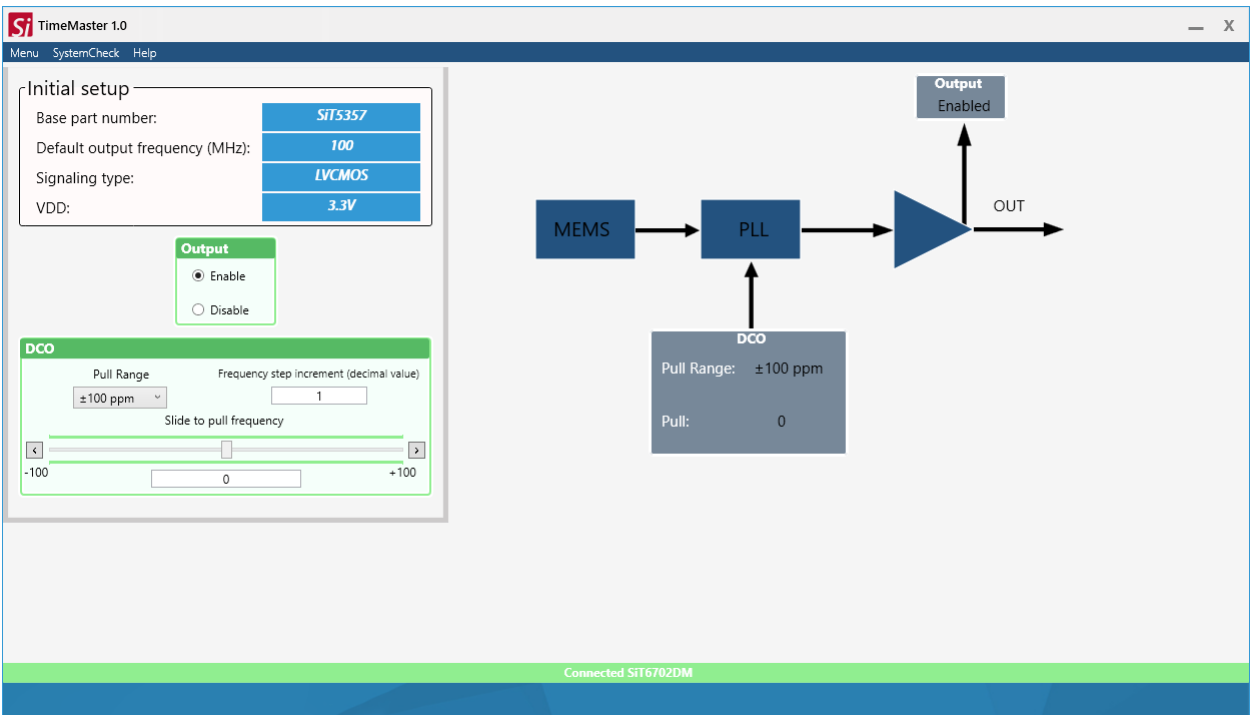 Si TimeMaster 1.0
X
Menu SystemCheck Help
Initial setup
Base part number: SiT5357
Default output frequency (MHz): 100
Signaling type: LVCMOS
VDD: 3.3V
Output
Enable
Disable
DCO
Pull Range Frequency step increment (decimal value)
±100 ppm 1
Slide to pull frequency
< >
-100 +100
0
Output
Enabled
MEMS PLL OUT
DCO
Pull Range: ±100 ppm
Pull: 0
Connected SiT6702DM